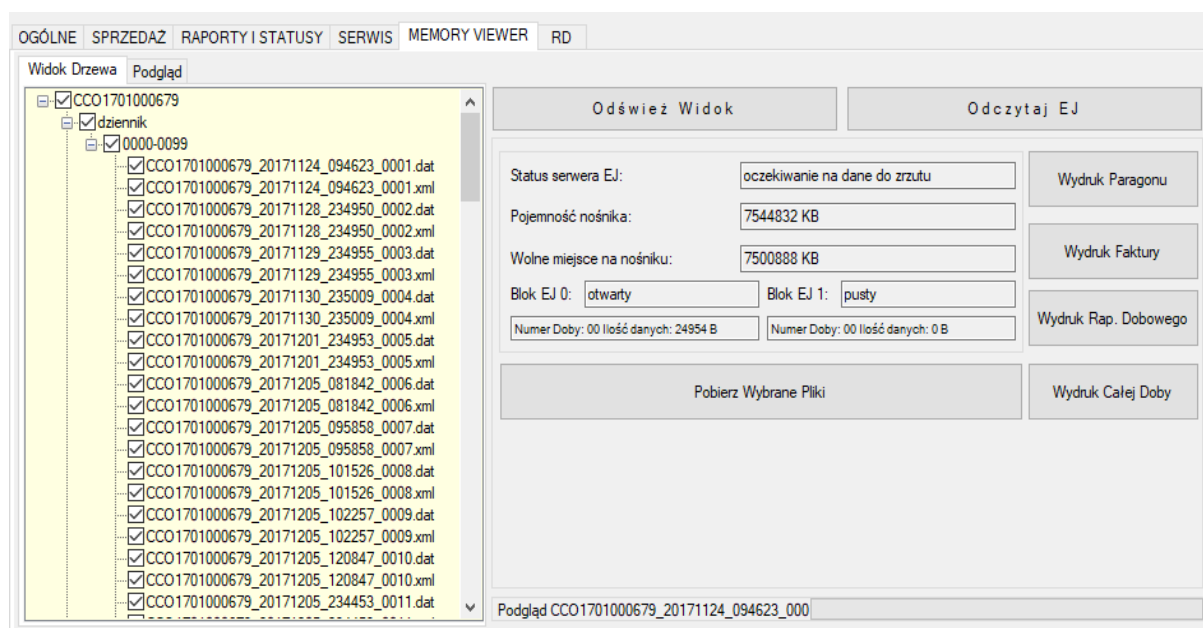 OGÓLNE SPRZEDAŻ RAPORTY I STATUSY SERWIS MEMORY VIEWER RD
Widok Drzewa Podgląd
CCO1701000679
dziennik
0000-0099
CCO1701000679_20171124_094623_0001.dat
CCO1701000679_20171124_094623_0001.xml
CCO1701000679_20171128_234950_0002.dat
CCO1701000679_20171128_234950_0002.xml
CCO1701000679_20171129_234955_0003.dat
CCO1701000679_20171129_234955_0003.xml
CCO1701000679_20171130_235009_0004.dat
CCO1701000679_20171130_235009_0004.xml
CCO1701000679_20171201_234953_0005.dat
CCO1701000679_20171201_234953_0005.xml
CCO1701000679_20171205_081842_0006.dat
CCO1701000679_20171205_081842_0006.xml
CCO1701000679_20171205_095858_0007.dat
CCO1701000679_20171205_095858_0007.xml
CCO1701000679_20171205_101526_0008.dat
CCO1701000679_20171205_101526_0008.xml
CCO1701000679_20171205_102257_0009.dat
CCO1701000679_20171205_102257_0009.xml
CCO1701000679_20171205_120847_0010.dat
CCO1701000679_20171205_120847_0010.xml
CCO1701000679_20171205_234453_0011.dat
Odśwież Widok
Odczytaj EJ
Status serwera EJ: oczekiwanie na dane do zrzutu
Pojemność nośnika: 7544832 KB
Wolne miejsce na nośniku: 7500888 KB
Blok EJ 0: otwarty Blok EJ 1: pusty
Numer Doby: 00 Ilość danych: 24954 B Numer Doby: 00 Ilość danych: 0 B
Wydruk Paragonu
Wydruk Faktury
Wydruk Rap. Dobowego
Pobierz Wybrane Pliki
Wydruk Całej Doby
Podgląd CCO1701000679_20171124_094623_000